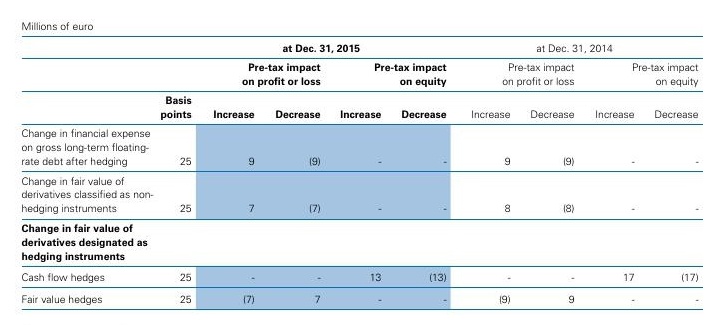 Millions of euro
at Dec. 31, 2015 at Dec. 31, 2014
Pre-tax impact Pre-tax impact Pre-tax impact Pre-tax impact
on profit or loss on equity on profit or loss on equity
Basis
points Increase Decrease Increase Decrease Increase Decrease Increase Decrease
Change in financial expense
on gross long-term floating-
rate debt after hedging 25 9 (9) - - 9 (9) - -
Change in fair value of
derivatives classified as non-
hedging instruments 25 7 (7) - - 8 (8) - -
Change in fair value of
derivatives designated as
hedging instruments
Cash flow hedges 25 - - 13 (13) - - 17 (17)
Fair value hedges 25 (7) 7 - - (9) 9 - -